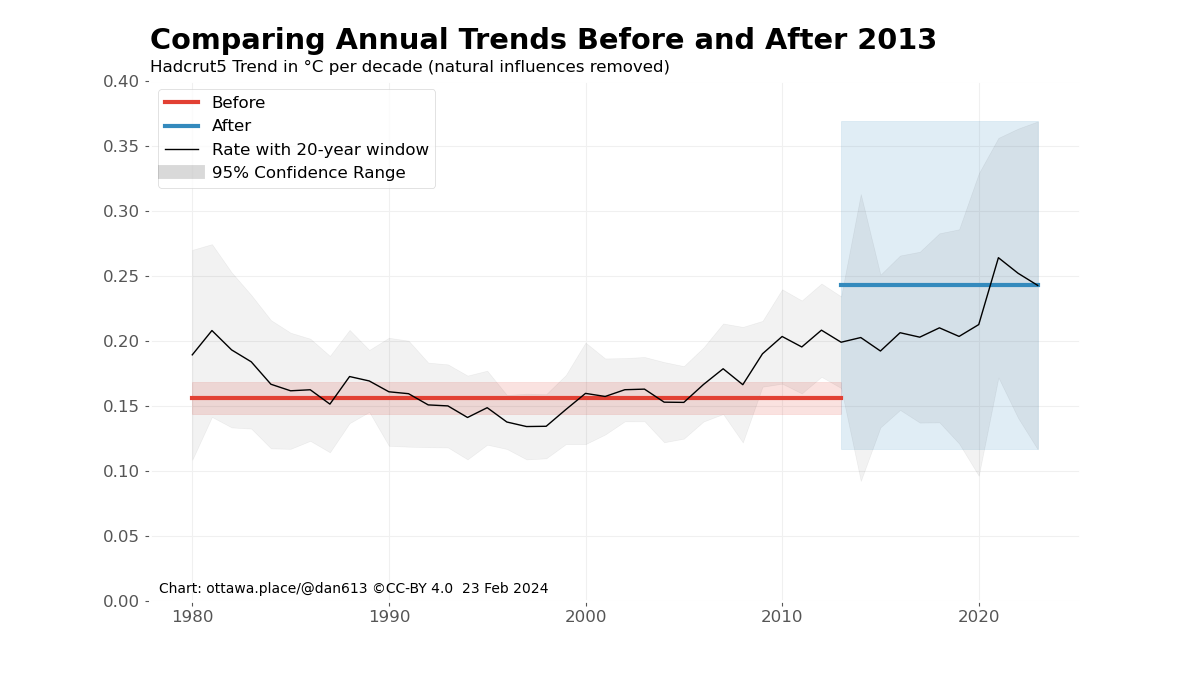 Comparing Annual Trends Before and After 2013
Hadcrut5 Trend in °C per decade (natural influences removed)
0.40
Before
After
Rate with 20-year window
95% Confidence Range
0.35
0.30
0.25
0.20
0.15
0.10
0.05
0.00
Chart: ottawa.place/@dan613 ©CC-BY 4.0  23 Feb 2024
1980 1990 2000 2010 2020